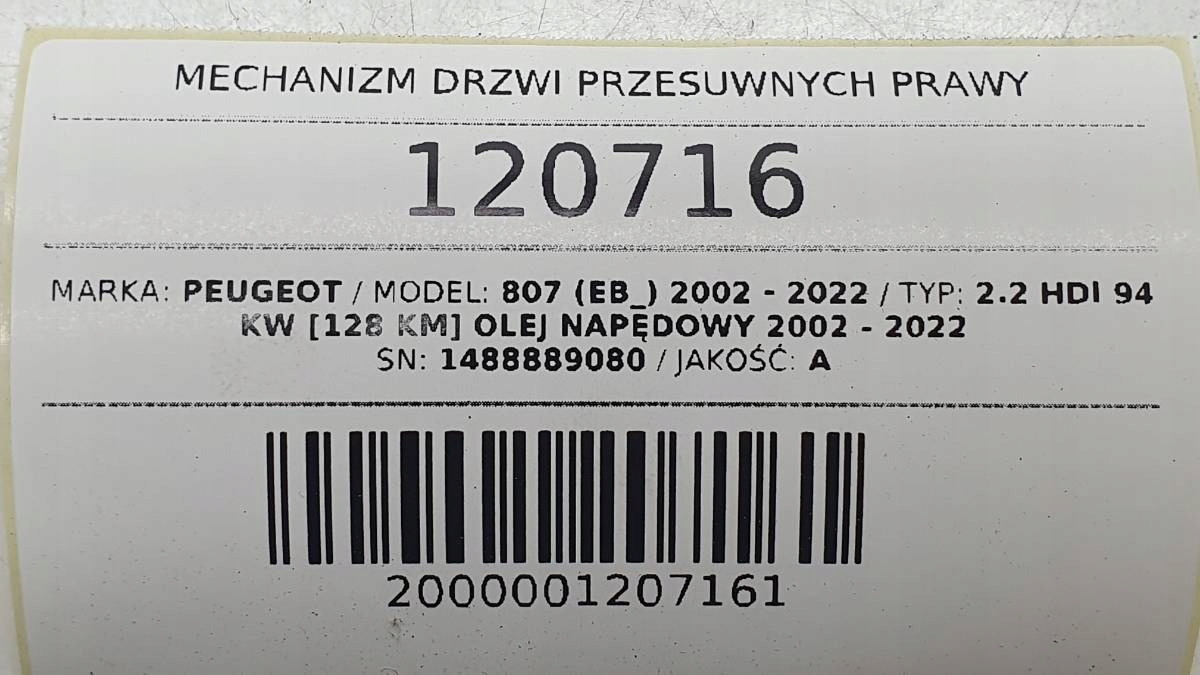 MECHANIZM DRZWI PRZESUWNYCH PRAWY
120716
MARKA: PEUGEOT / MODEL: 807 (EB_) 2002 - 2022 / TYP: 2.2 HDI 94
KW [128 KM] OLEJ NAPĘDOWY 2002 - 2022
SN: 1488889080 / JAKOŚĆ: A
2000001207161